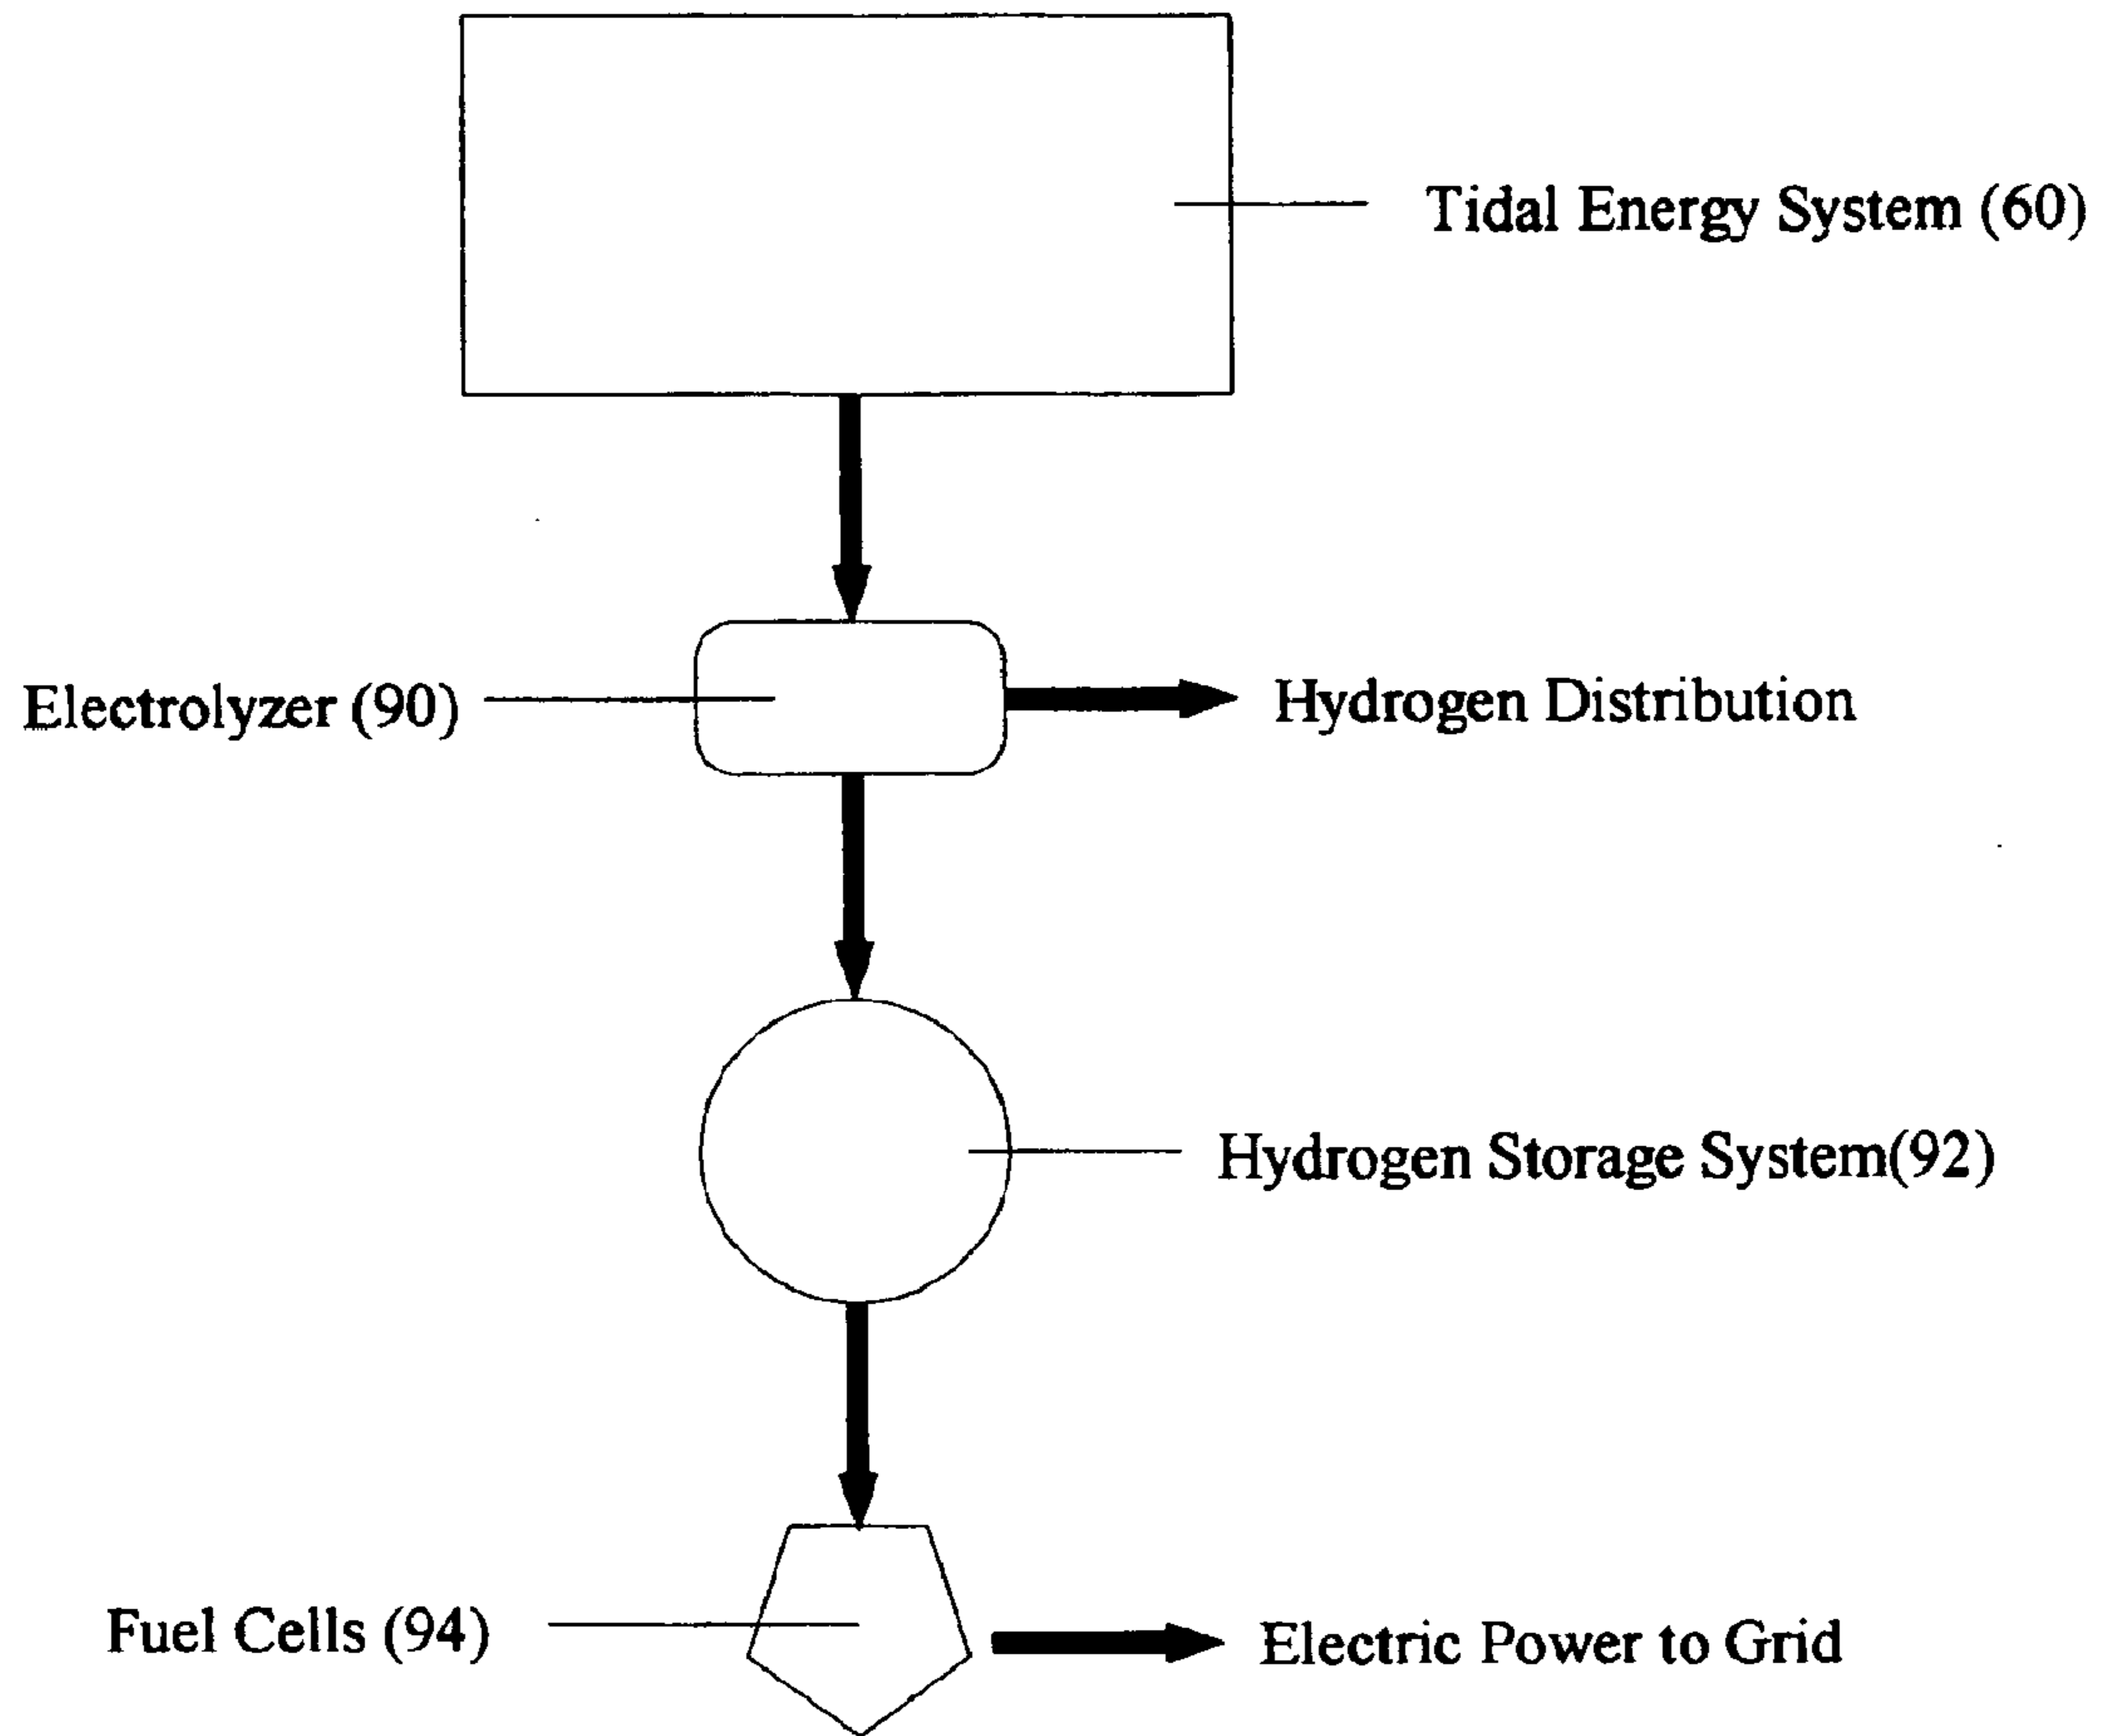 Tidal Energy System (60)
Electrolyzer (90)
Hydrogen Distribution
Hydrogen Storage System(92)
Fuel Cells (94)
Electric Power to Grid